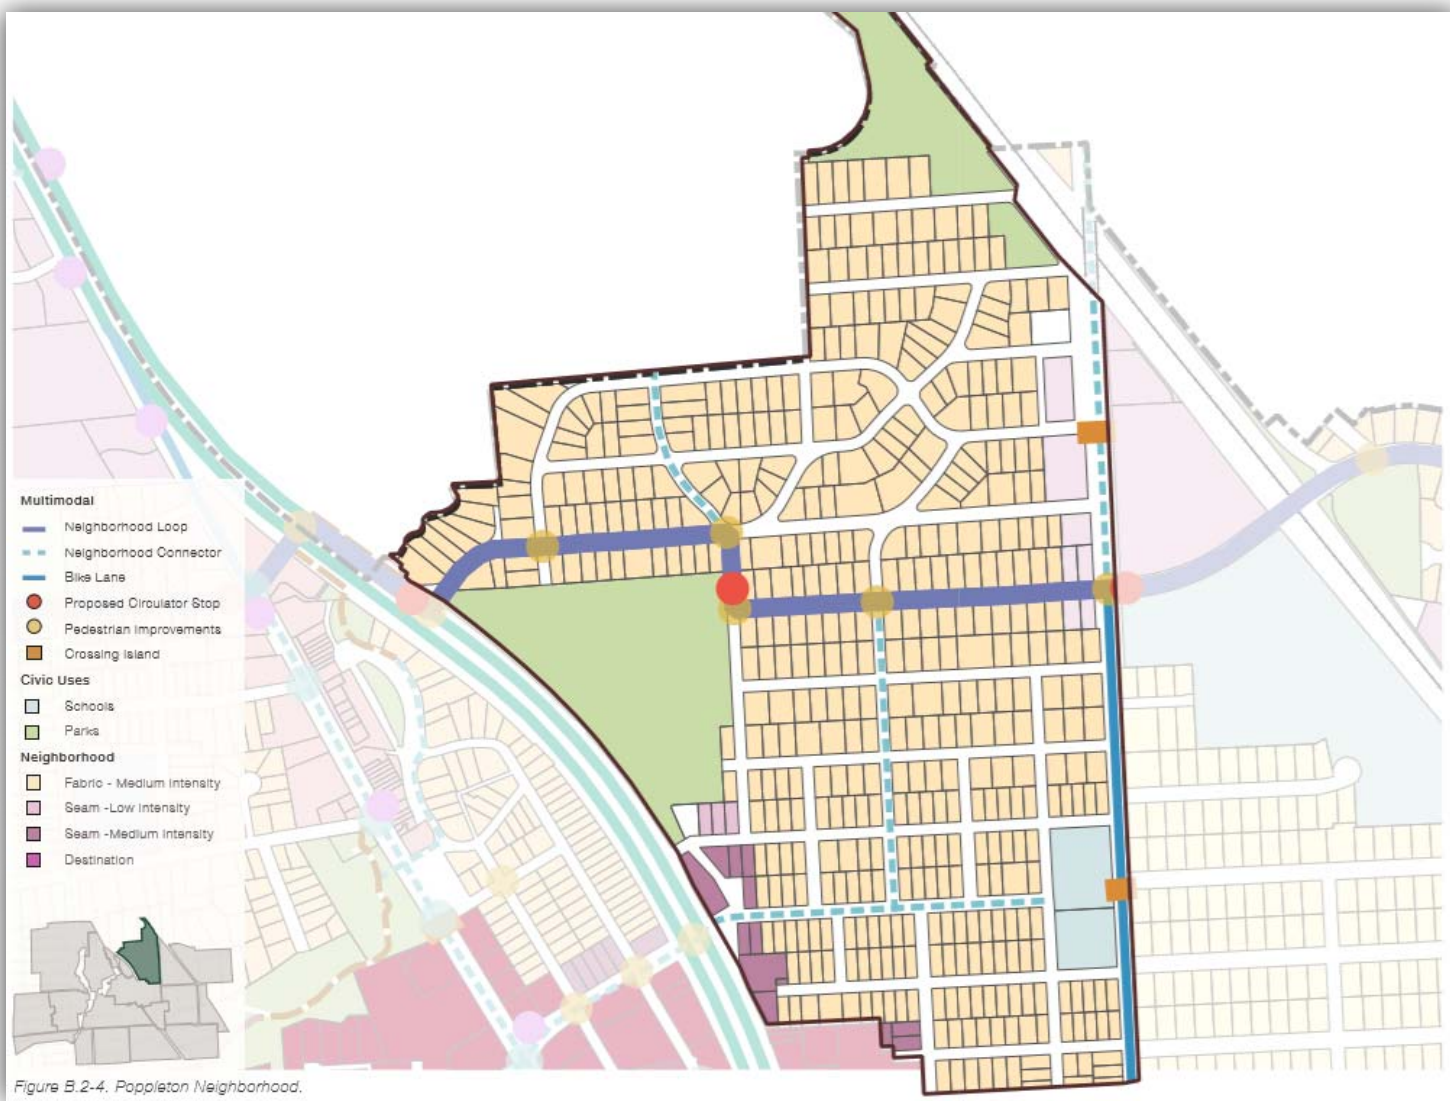 Multimodal
Neighborhood Loop
Neighborhood Connector
Bike Lane
Proposed Circulator Stop
Pedestrian Improvements
Crossing Island
Civic Uses
Schools
Parks
Neighborhood
Fabric - Medium Intensity
Seam -Low Intensity
Seam -Medium Intensity
Destination
Figure B.2-4. Poppleton Neighborhood.